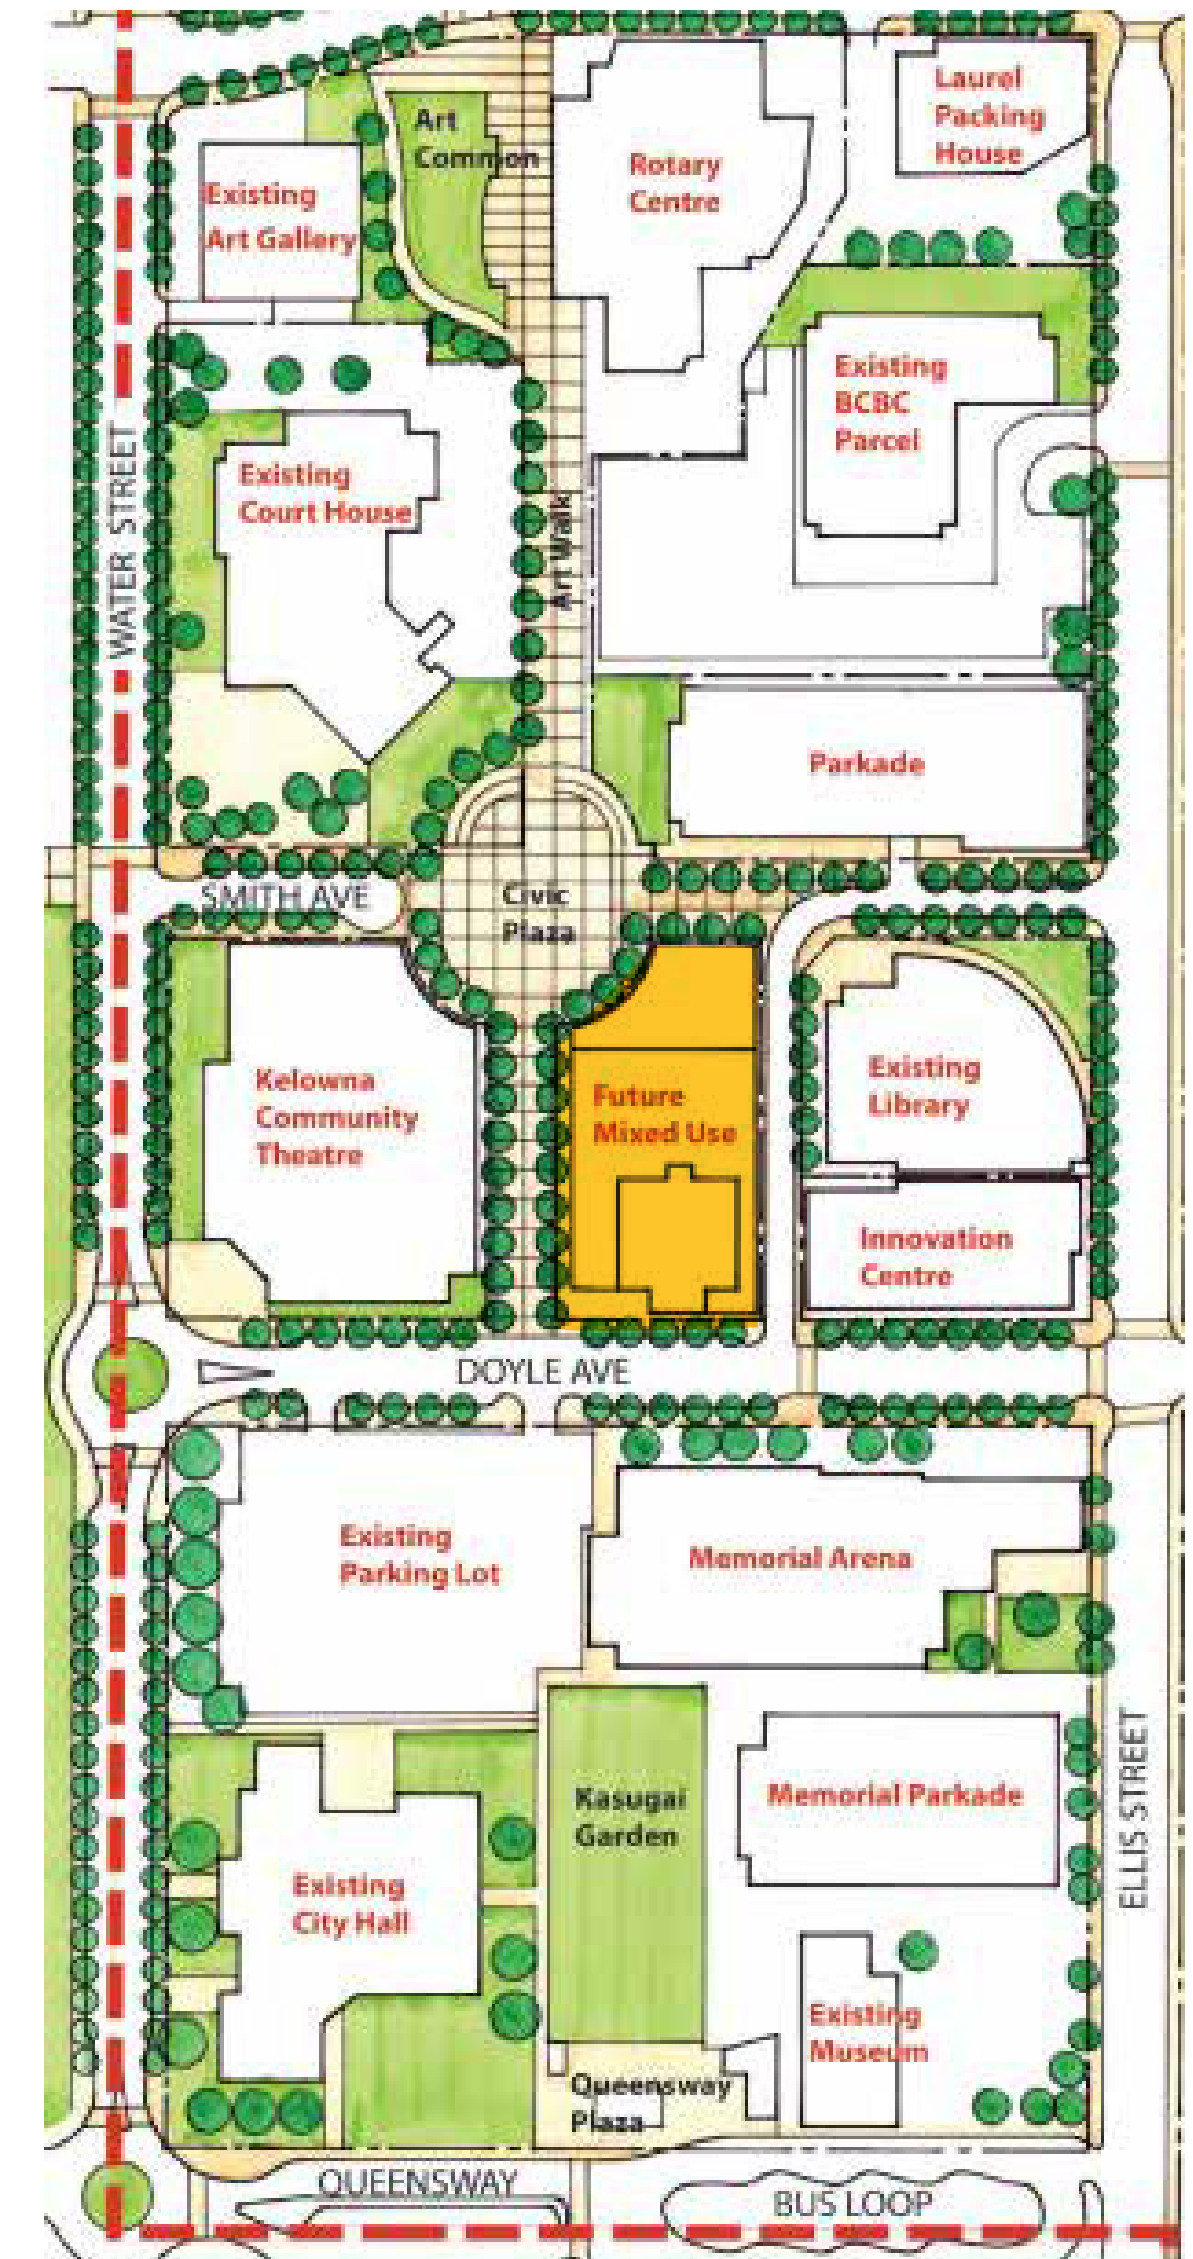 Laurel
Packing
House
Art
Common
Rotary
Centre
Existing
Art Gallery
Existing
BCBC
Parcel
Existing
Court House
WATER STREET
Art Walk
Parkade
SMITH AVE
Civic
Plaza
Kelowna
Community
Theatre
Future
Mixed Use
Existing
Library
Innovation
Centre
DOYLE AVE
Existing
Parking Lot
Memorial Arena
Kasugai
Garden
Memorial Parkade
ELLIS STREET
Existing
City Hall
Existing
Museum
Queensway
Plaza
QUEENSWAY
BUS LOOP